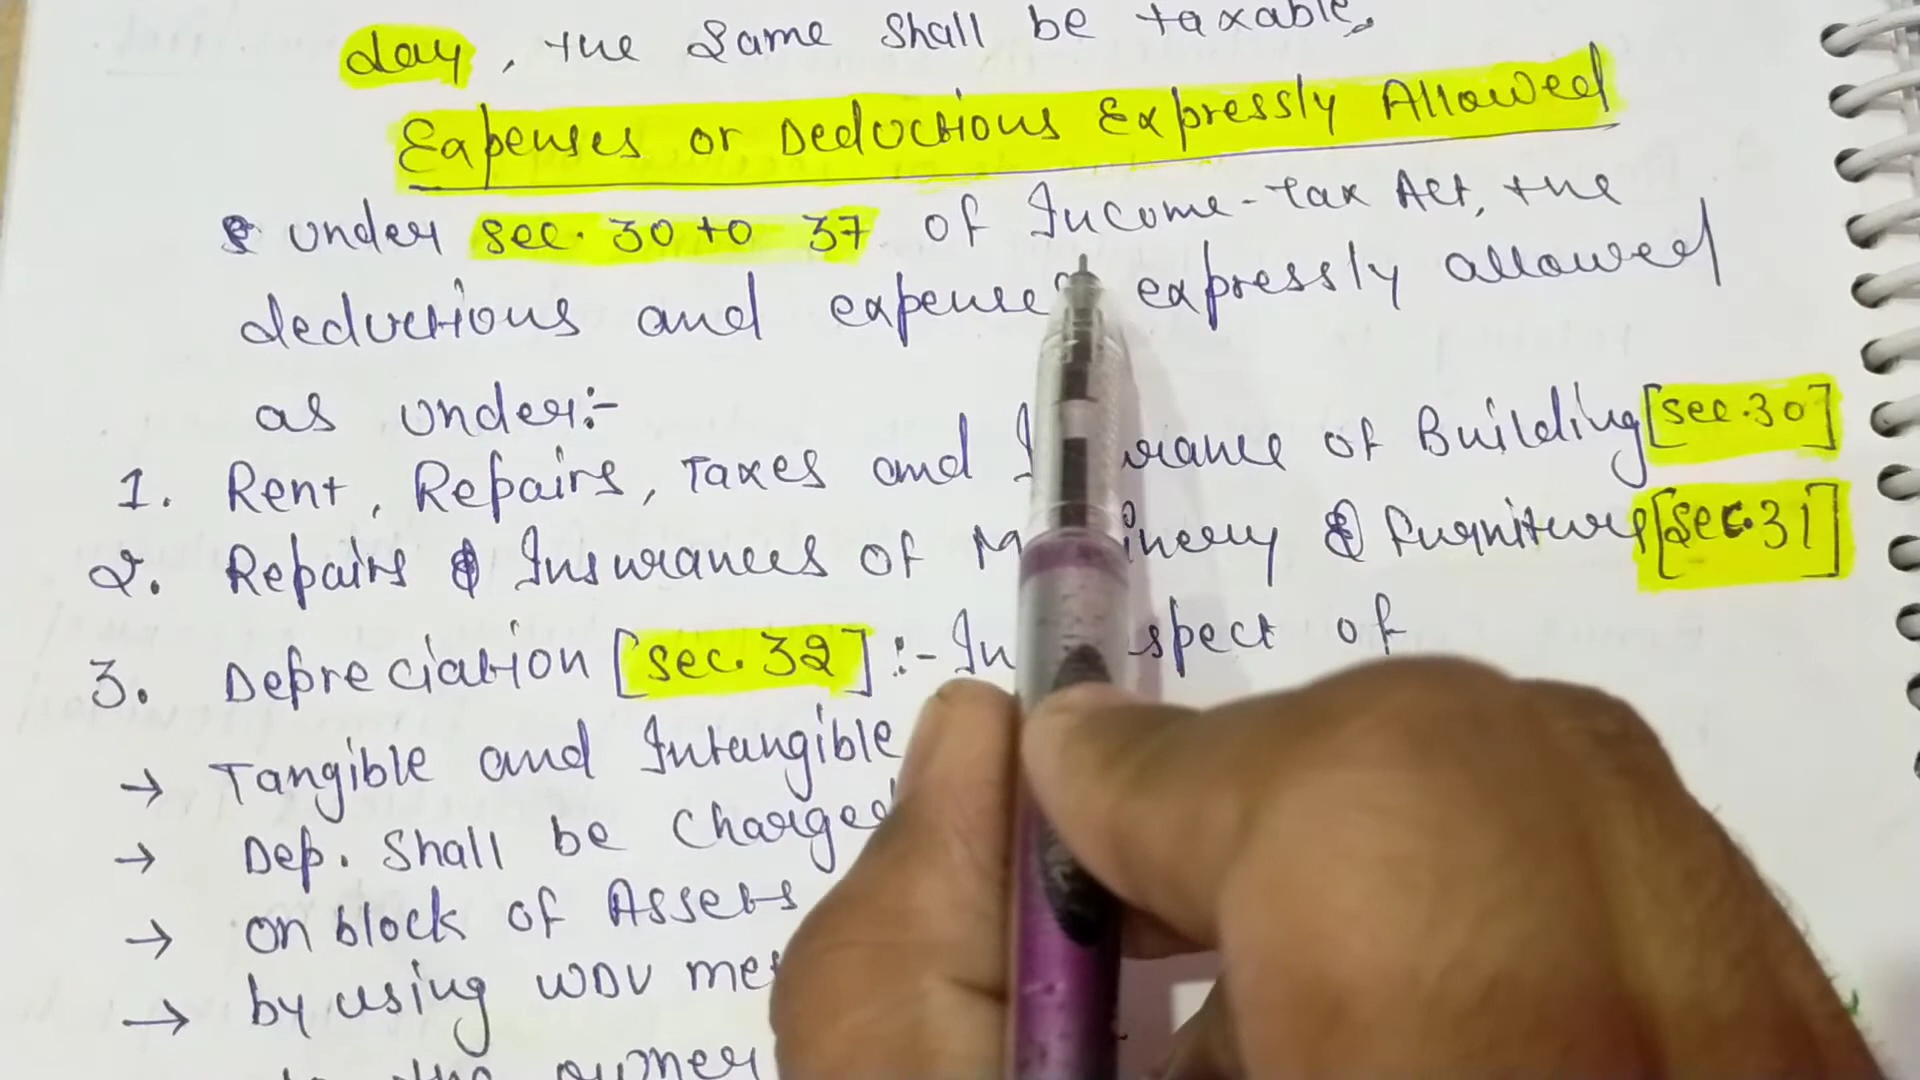 day, the same shall be taxable.
Expenses or Deductions Expressly Allowed
under sec. 30 to 37 of Income-tax Act, the
deductions and expenses expressly allowed
as under:-
1. Rent, Repairs, Taxes and of Building [sec.30]
2. Repairs & Insurances of & furniture [sec.31]
3. Depreciation [sec.32] :- In of
→ Tangible and Intangible
→ Dep. shall be charged
→ on block of Assets
→ by using WDV
to the owner